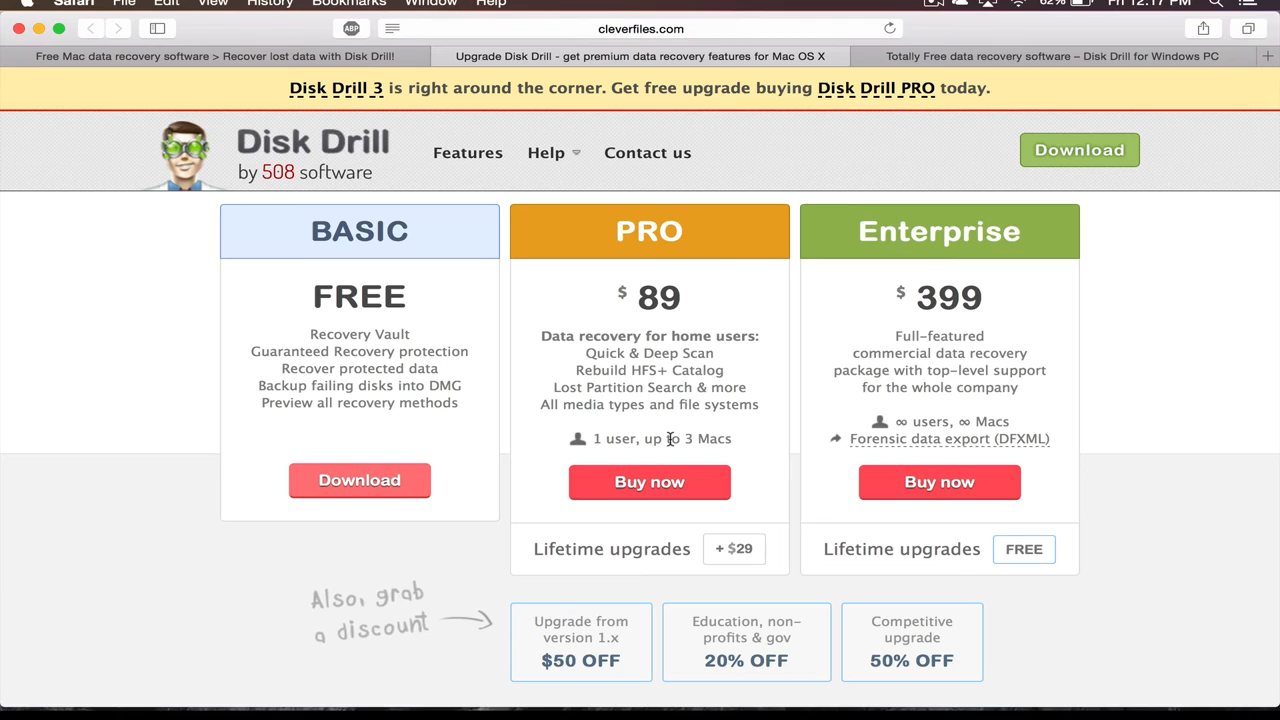 Safari File Edit View History Bookmarks Window Help 62% Fri 12:17 PM
ABP cleverfiles.com
Free Mac data recovery software > Recover lost data with Disk Drill! Upgrade Disk Drill - get premium data recovery features for Mac OS X Totally Free data recovery software – Disk Drill for Windows PC
Disk Drill 3 is right around the corner. Get free upgrade buying Disk Drill PRO today.
Disk Drill
by 508 software
Features Help Contact us
Download
BASIC
FREE
Recovery Vault
Guaranteed Recovery protection
Recover protected data
Backup failing disks into DMG
Preview all recovery methods
Download
PRO
$ 89
Data recovery for home users:
Quick & Deep Scan
Rebuild HFS+ Catalog
Lost Partition Search & more
All media types and file systems
1 user, up to 3 Macs
Buy now
Lifetime upgrades + $29
Enterprise
$ 399
Full-featured
commercial data recovery
package with top-level support
for the whole company
∞ users, ∞ Macs
Forensic data export (DFXML)
Buy now
Lifetime upgrades FREE
Also, grab
a discount
Upgrade from
version 1.x
$50 OFF
Education, non-
profits & gov
20% OFF
Competitive
upgrade
50% OFF